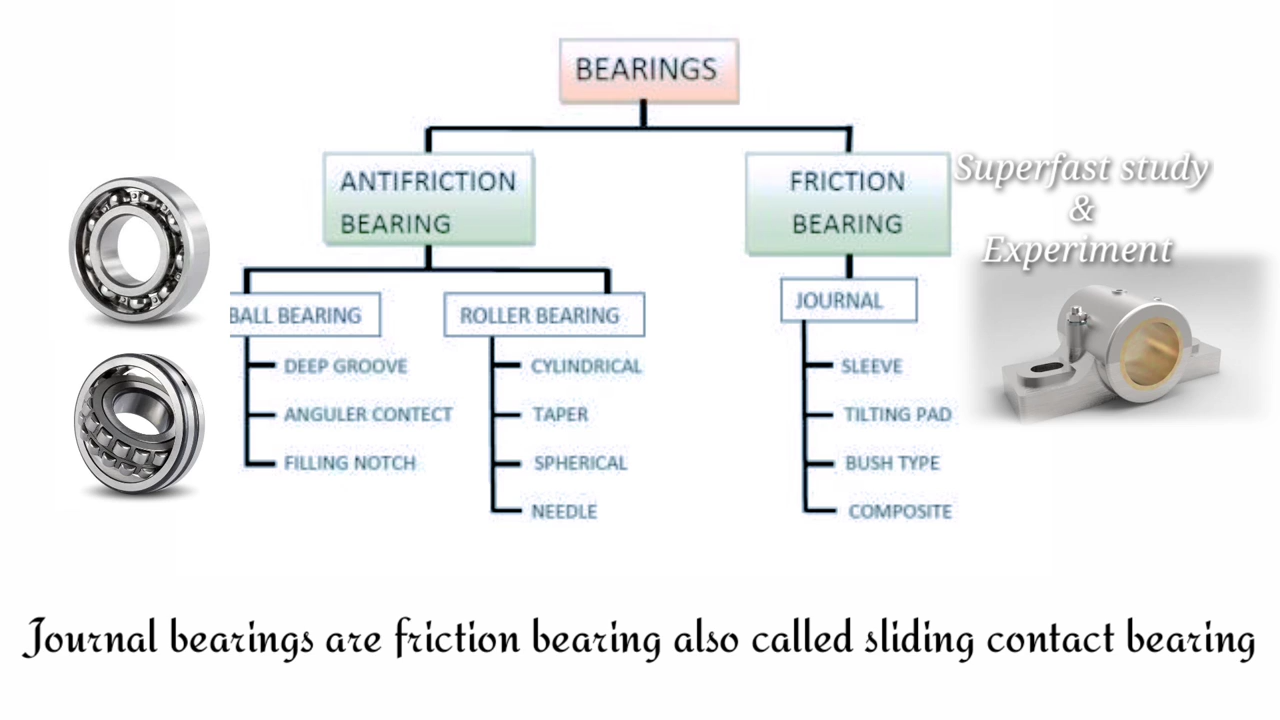 BEARINGS
ANTIFRICTION
BEARING
FRICTION
BEARING
Superfast study
&
Experiment
BALL BEARING
ROLLER BEARING
JOURNAL
DEEP GROOVE
ANGULER CONTECT
FILLING NOTCH
CYLINDRICAL
TAPER
SPHERICAL
NEEDLE
SLEEVE
TILTING PAD
BUSH TYPE
COMPOSITE
Journal bearings are friction bearing also called sliding contact bearing